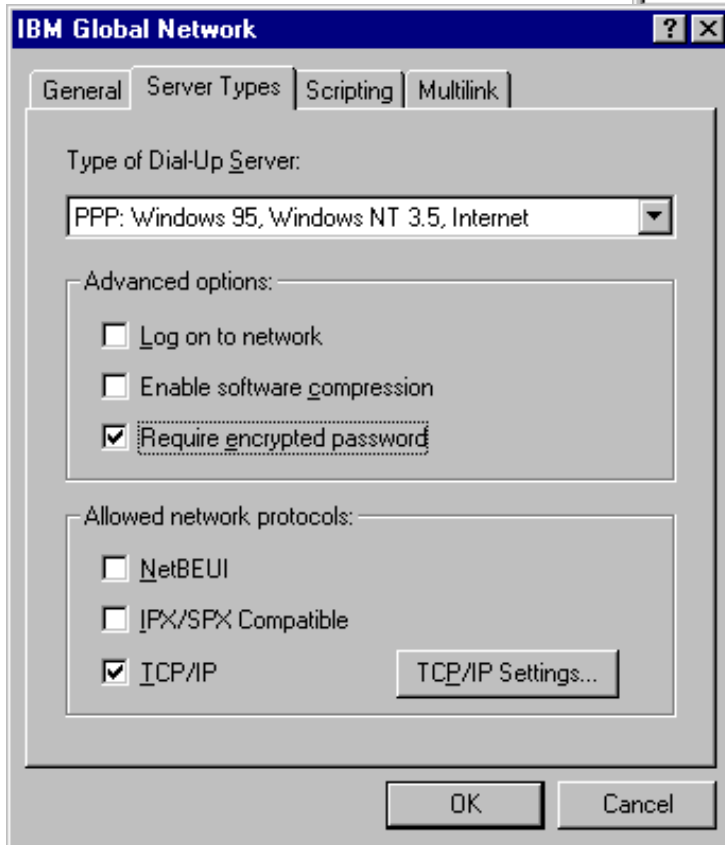 IBM Global Network
General Server Types Scripting Multilink
Type of Dial-Up Server:
PPP: Windows 95, Windows NT 3.5, Internet
Advanced options:
Log on to network
Enable software compression
Require encrypted password
Allowed network protocols:
NetBEUI
IPX/SPX Compatible
TCP/IP TCP/IP Settings...
OK Cancel